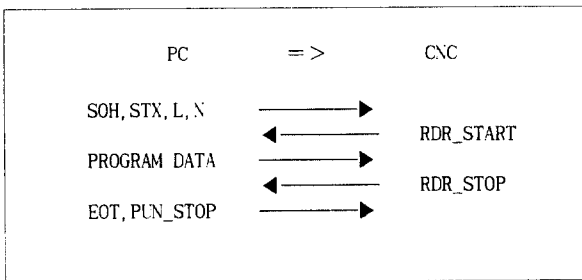 PC => CNC
SOH, STX, L, N
RDR_START
PROGRAM DATA
RDR_STOP
EOT, PUN_STOP